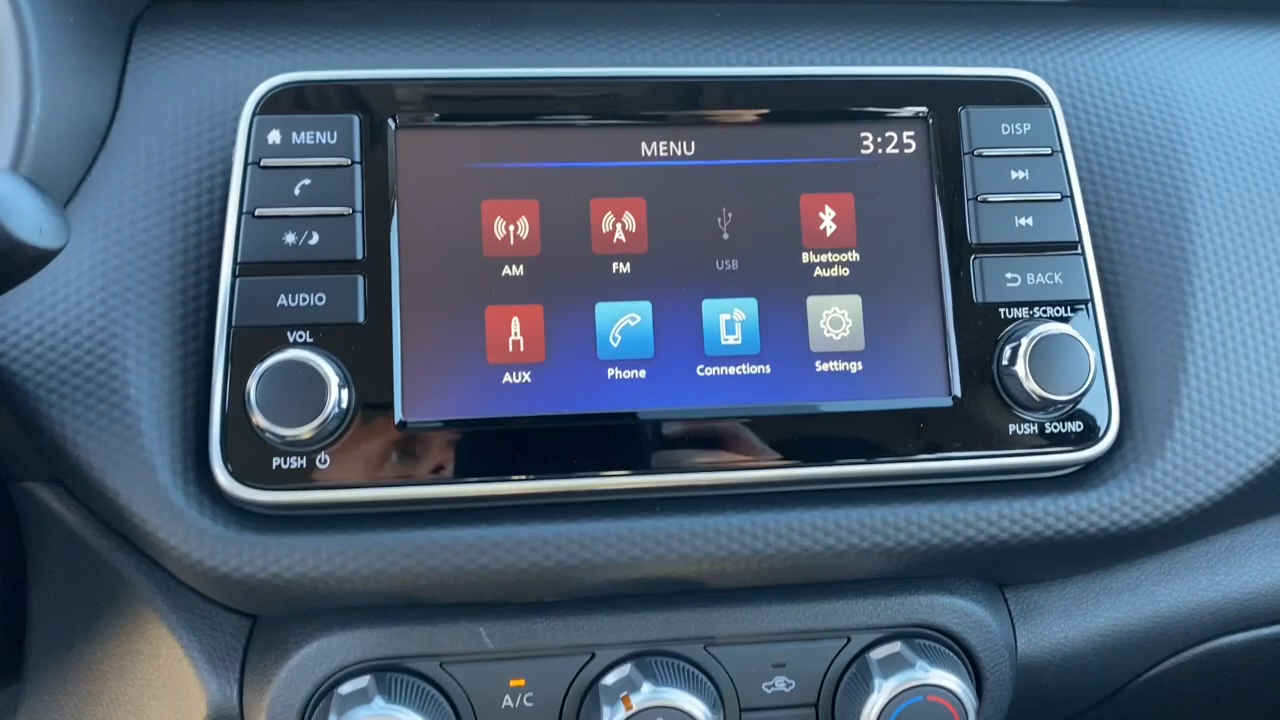 MENU
AUDIO
VOL
PUSH
MENU
3:25
AM
FM
USB
Bluetooth
Audio
AUX
Phone
Connections
Settings
DISP
BACK
TUNE·SCROLL
PUSH SOUND
A/C